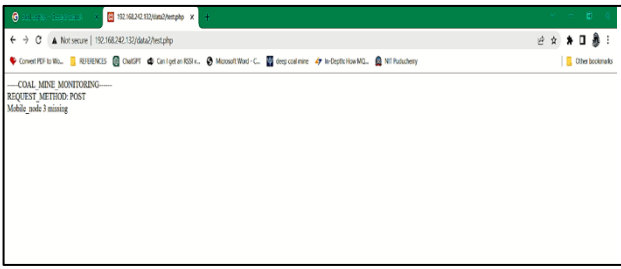 192.168.242.132/data2/test.php
Not secure | 192.168.242.132/data2/test.php
Convert PDF to Wo... REFERENCES ChatGPT Can I get an RSSI v... Microsoft Word - C... deep coal mine In-Depth: How MQ... NIT Puducherry Other bookmarks
-----COAL_MINE_MONITORING------
REQUEST_METHOD: POST
Mobile_node 3 missing